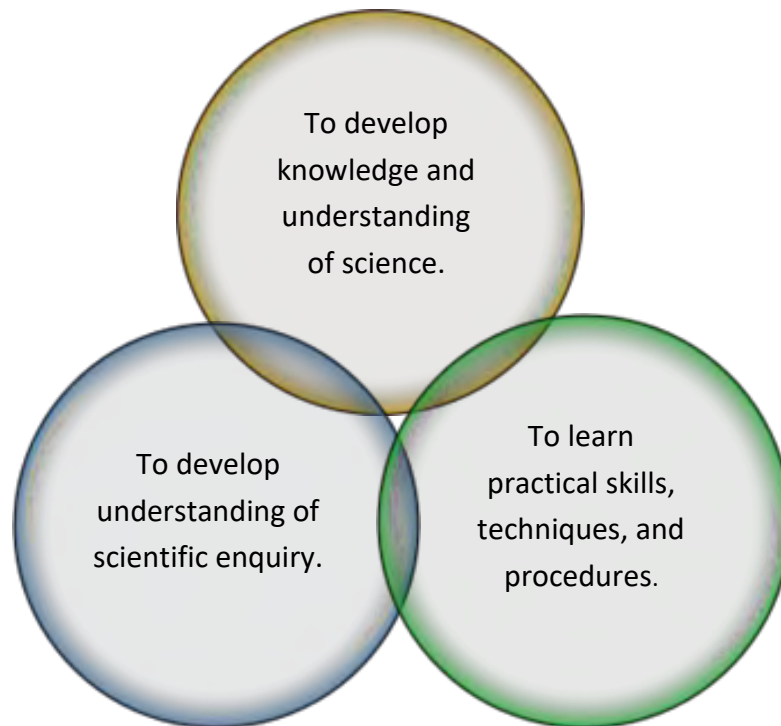 To develop
knowledge and
understanding
of science.
To develop
understanding of
scientific enquiry.
To learn
practical skills,
techniques, and
procedures.